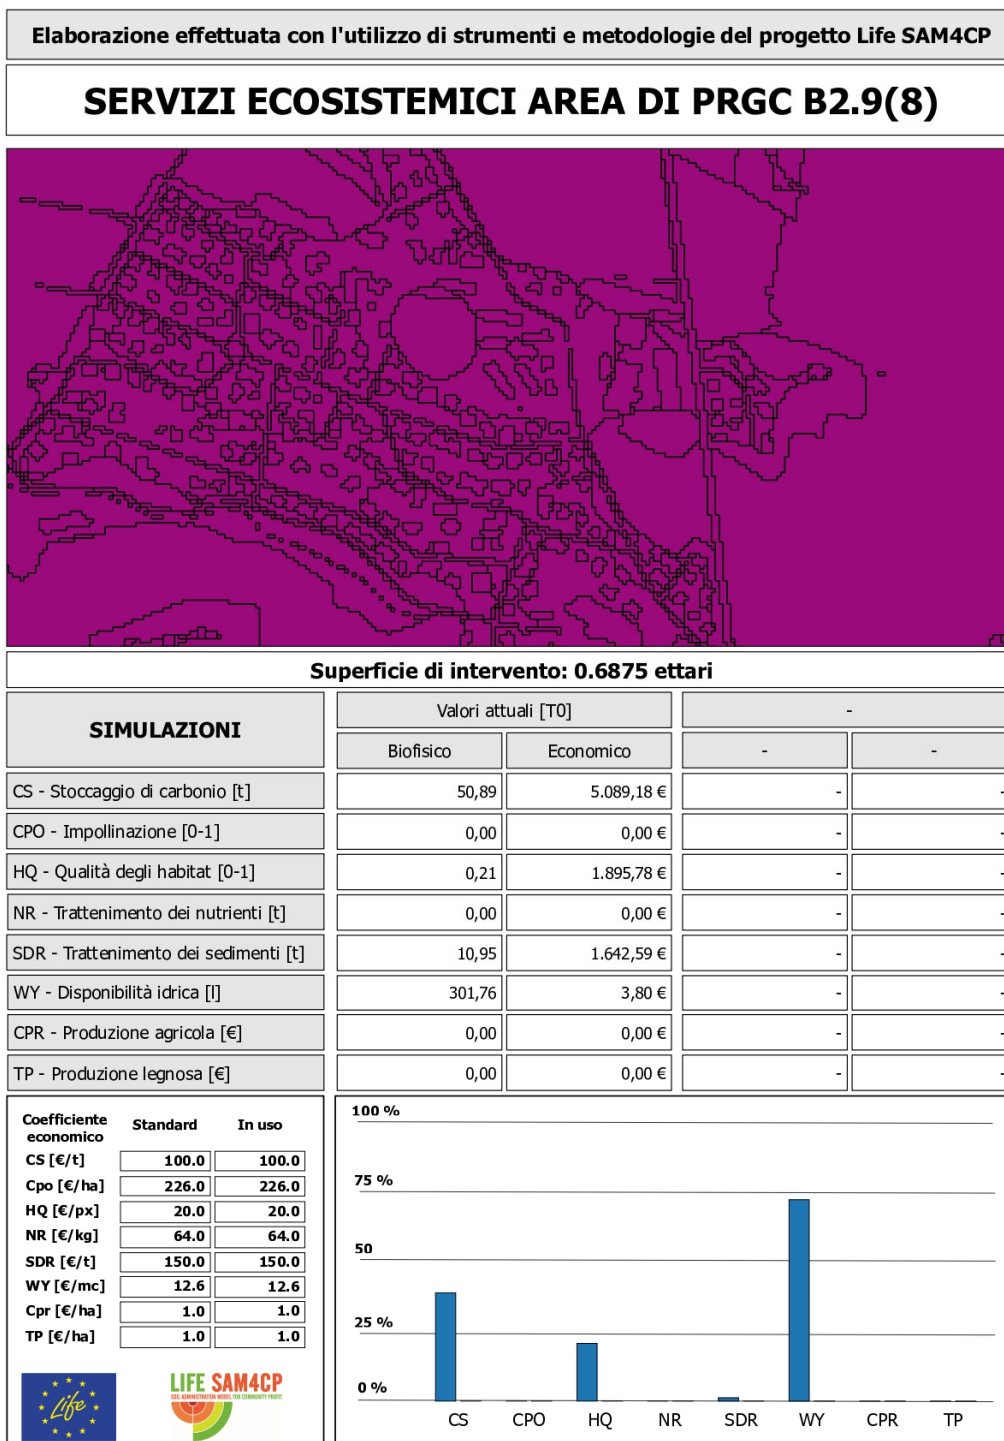 Elaborazione effettuata con l'utilizzo di strumenti e metodologie del progetto Life SAM4CP
SERVIZI ECOSISTEMICI AREA DI PRGC B2.9(8)
Superficie di intervento: 0.6875 ettari
SIMULAZIONI
Valori attuali [T0] -
Biofisico Economico - -
CS - Stoccaggio di carbonio [t] 50,89 5.089,18 € - -
CPO - Impollinazione [0-1] 0,00 0,00 € - -
HQ - Qualità degli habitat [0-1] 0,21 1.895,78 € - -
NR - Trattenimento dei nutrienti [t] 0,00 0,00 € - -
SDR - Trattenimento dei sedimenti [t] 10,95 1.642,59 € - -
WY - Disponibilità idrica [l] 301,76 3,80 € - -
CPR - Produzione agricola [€] 0,00 0,00 € - -
TP - Produzione legnosa [€] 0,00 0,00 € - -
Coefficiente economico Standard In uso
CS [€/t] 100.0 100.0
Cpo [€/ha] 226.0 226.0
HQ [€/px] 20.0 20.0
NR [€/kg] 64.0 64.0
SDR [€/t] 150.0 150.0
WY [€/mc] 12.6 12.6
Cpr [€/ha] 1.0 1.0
TP [€/ha] 1.0 1.0
Life
LIFE SAM4CP
SOIL ADMINISTRATION MODEL FOR COMMUNITY PROFIT
100 %
75 %
50
25 %
0 %
CS CPO HQ NR SDR WY CPR TP